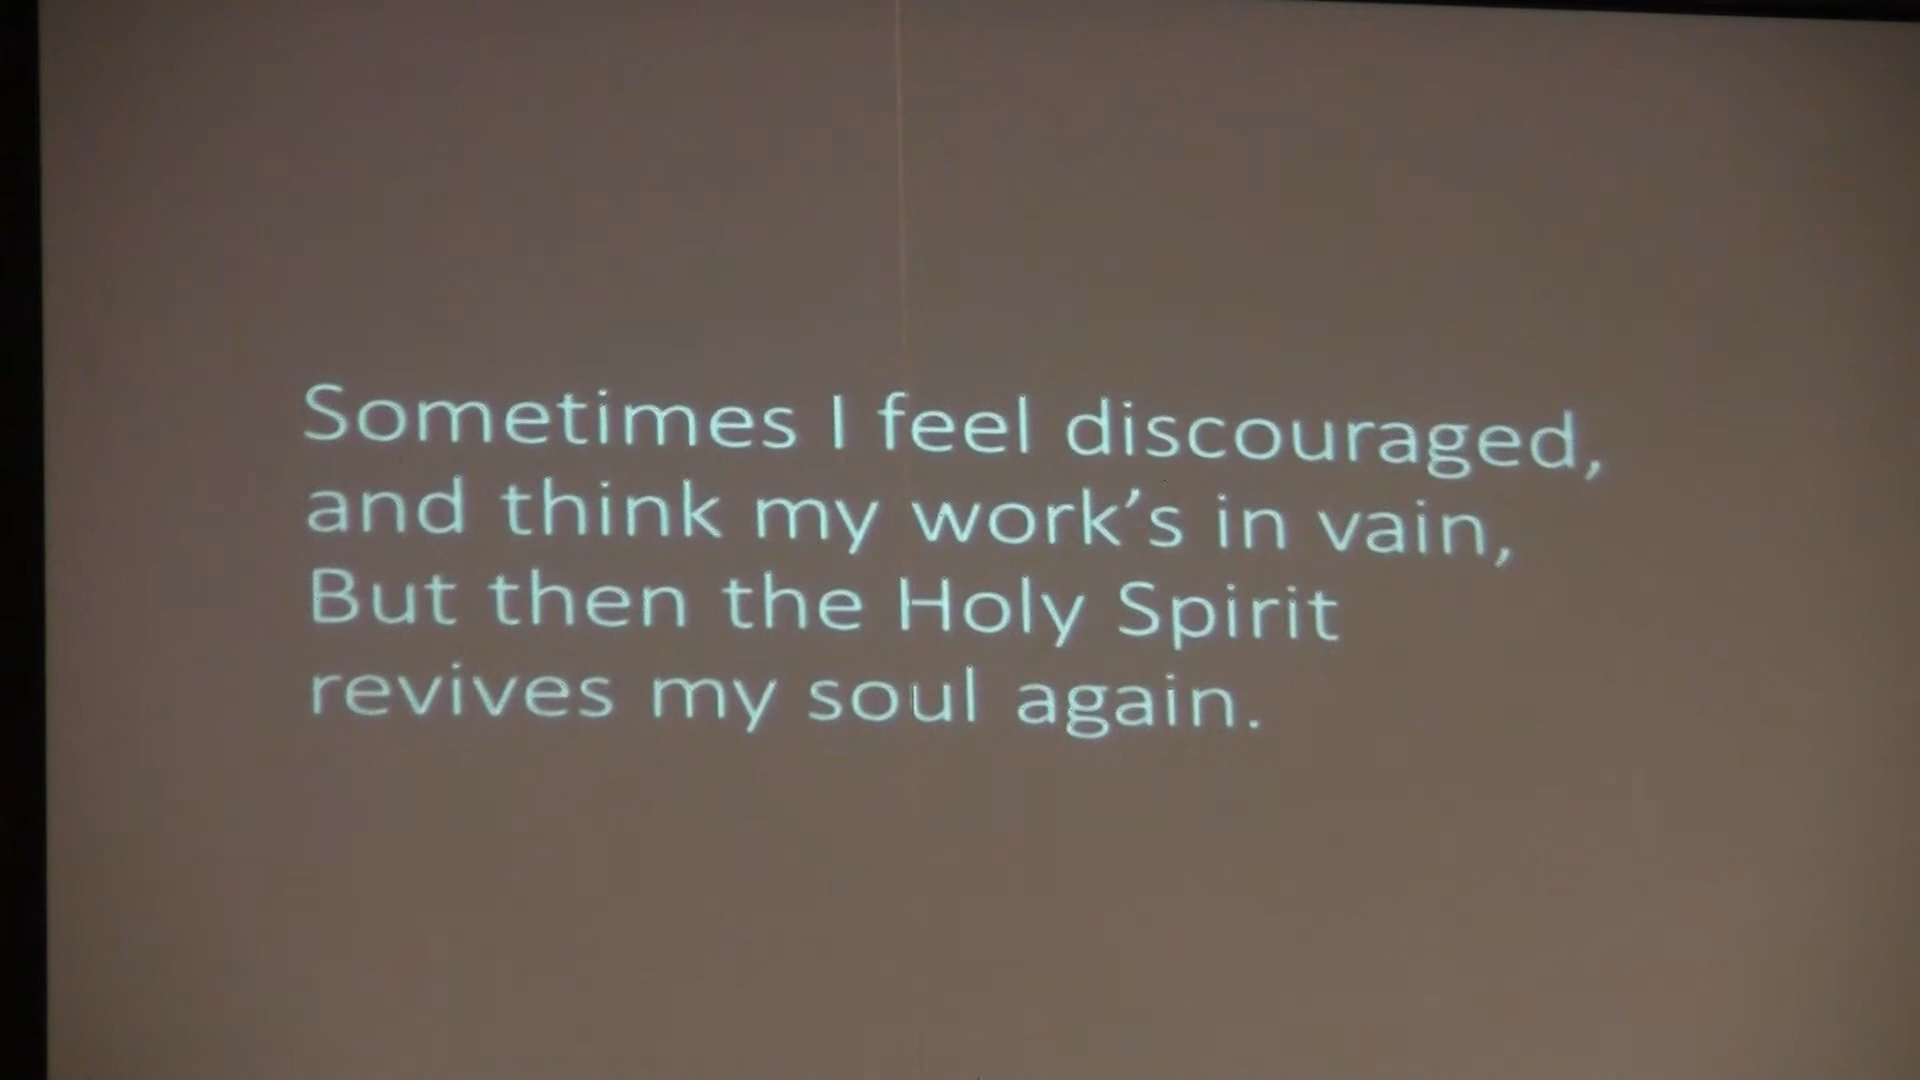 Sometimes I feel discouraged,
and think my work’s in vain,
But then the Holy Spirit
revives my soul again.